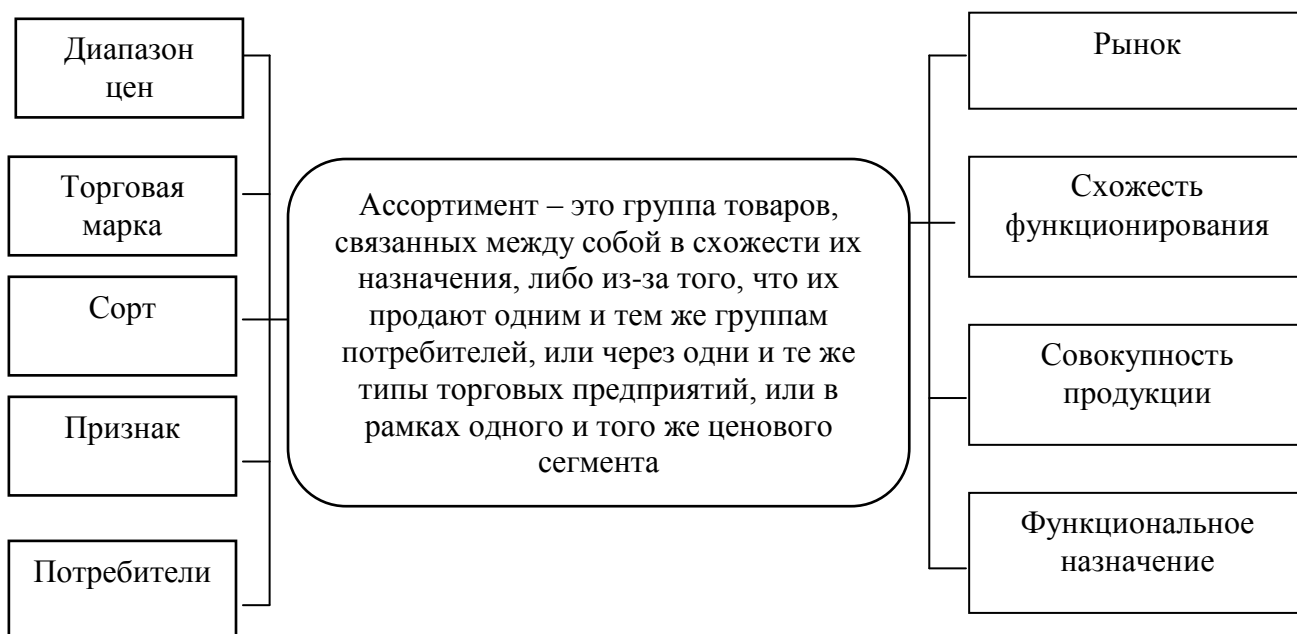 Диапазон
цен
Торговая
марка
Сорт
Признак
Потребители
Ассортимент – это группа товаров,
связанных между собой в схожести их
назначения, либо из-за того, что их
продают одним и тем же группам
потребителей, или через одни и те же
типы торговых предприятий, или в
рамках одного и того же ценового
сегмента
Рынок
Схожесть
функционирования
Совокупность
продукции
Функциональное
назначение